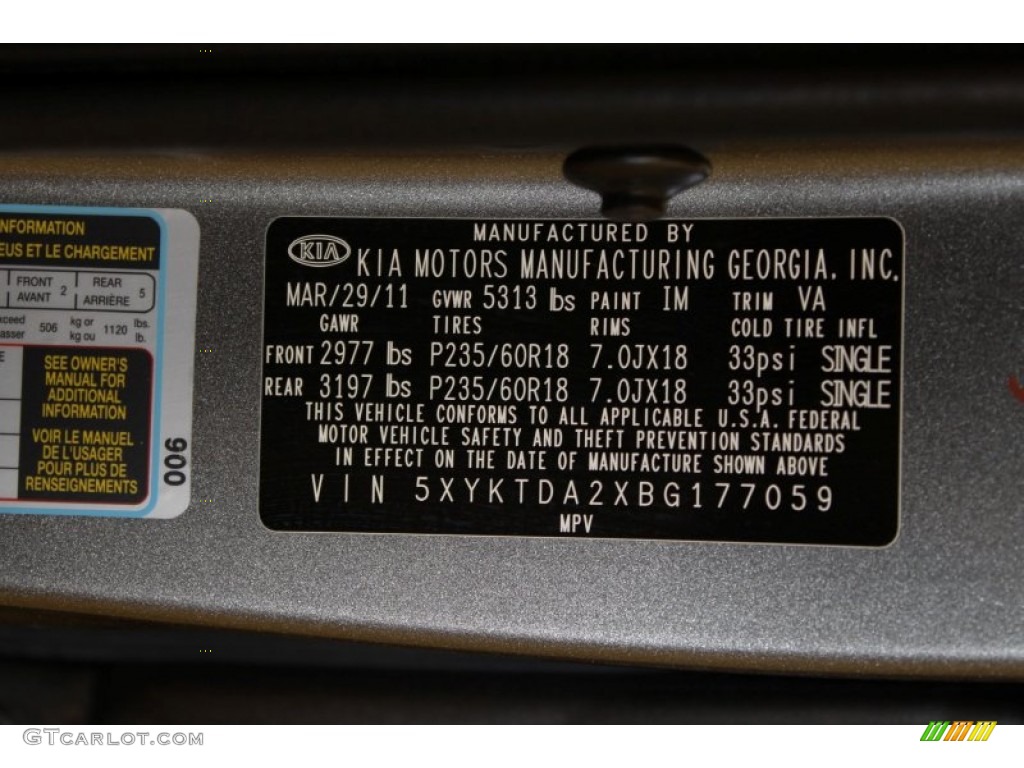 NFORMATION
EUS ET LE CHARGEMENT
FRONT
AVANT 2
REAR
ARRIÈRE 5
506 kg or
kg ou 1120 lbs.
lb.
SEE OWNER'S
MANUAL FOR
ADDITIONAL
INFORMATION
VOIR LE MANUEL
DE L'USAGER
POUR PLUS DE
RENSEIGNEMENTS
006
MANUFACTURED BY
KIA KIA MOTORS MANUFACTURING GEORGIA, INC.
MAR/29/11 GVWR 5313 lbs PAINT IM TRIM VA
GAWR TIRES RIMS COLD TIRE INFL
FRONT 2977 lbs P235/60R18 7.0JX18 33psi SINGLE
REAR 3197 lbs P235/60R18 7.0JX18 33psi SINGLE
THIS VEHICLE CONFORMS TO ALL APPLICABLE U.S.A. FEDERAL
MOTOR VEHICLE SAFETY AND THEFT PREVENTION STANDARDS
IN EFFECT ON THE DATE OF MANUFACTURE SHOWN ABOVE
VIN 5XYKTDA2XBG177059
MPV
GTCarlot.com